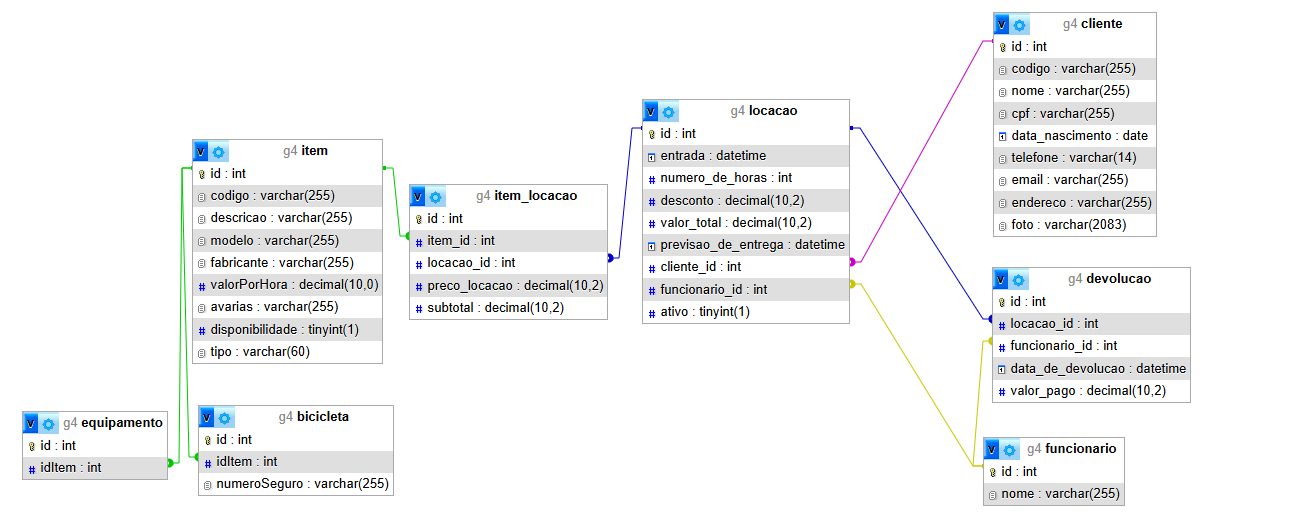 g4 cliente
id : int
codigo : varchar(255)
nome : varchar(255)
cpf : varchar(255)
data_nascimento : date
telefone : varchar(14)
email : varchar(255)
endereco : varchar(255)
foto : varchar(2083)
g4 locacao
id : int
entrada : datetime
numero_de_horas : int
desconto : decimal(10,2)
valor_total : decimal(10,2)
previsao_de_entrega : datetime
cliente_id : int
funcionario_id : int
ativo : tinyint(1)
g4 item
id : int
codigo : varchar(255)
descricao : varchar(255)
modelo : varchar(255)
fabricante : varchar(255)
valorPorHora : decimal(10,0)
avarias : varchar(255)
disponibilidade : tinyint(1)
tipo : varchar(60)
g4 item_locacao
id : int
item_id : int
locacao_id : int
preco_locacao : decimal(10,2)
subtotal : decimal(10,2)
g4 devolucao
id : int
locacao_id : int
funcionario_id : int
data_de_devolucao : datetime
valor_pago : decimal(10,2)
g4 equipamento
id : int
idItem : int
g4 bicicleta
id : int
idItem : int
numeroSeguro : varchar(255)
g4 funcionario
id : int
nome : varchar(255)